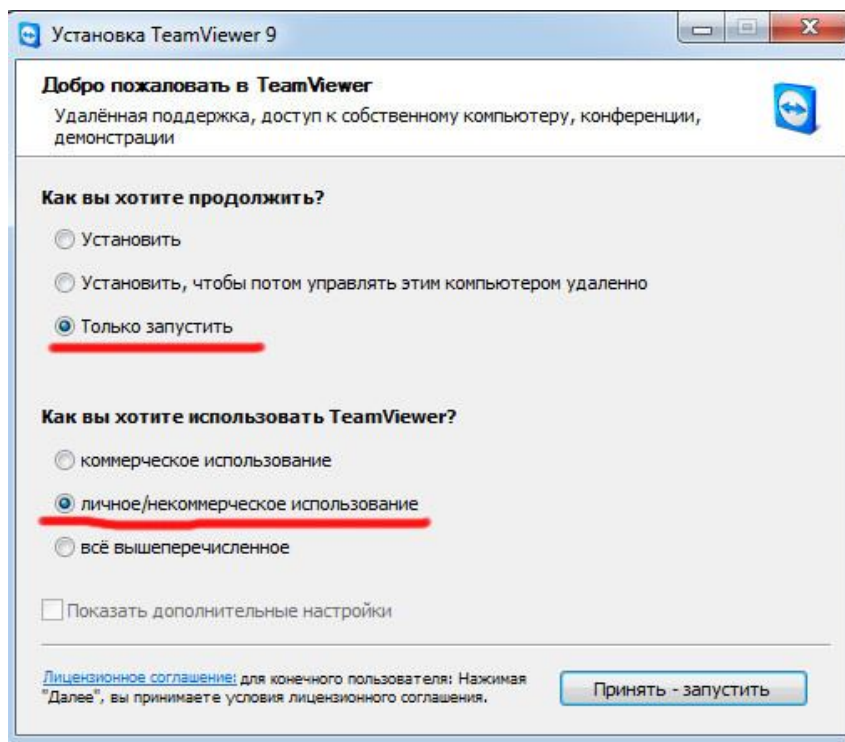 Установка TeamViewer 9
Добро пожаловать в TeamViewer
Удалённая поддержка, доступ к собственному компьютеру, конференции,
демонстрации
Как вы хотите продолжить?
Установить
Установить, чтобы потом управлять этим компьютером удаленно
Только запустить
Как вы хотите использовать TeamViewer?
коммерческое использование
личное/некоммерческое использование
всё вышеперечисленное
Показать дополнительные настройки
Лицензионное соглашение: для конечного пользователя: Нажимая
"Далее", вы принимаете условия лицензионного соглашения.
Принять - запустить